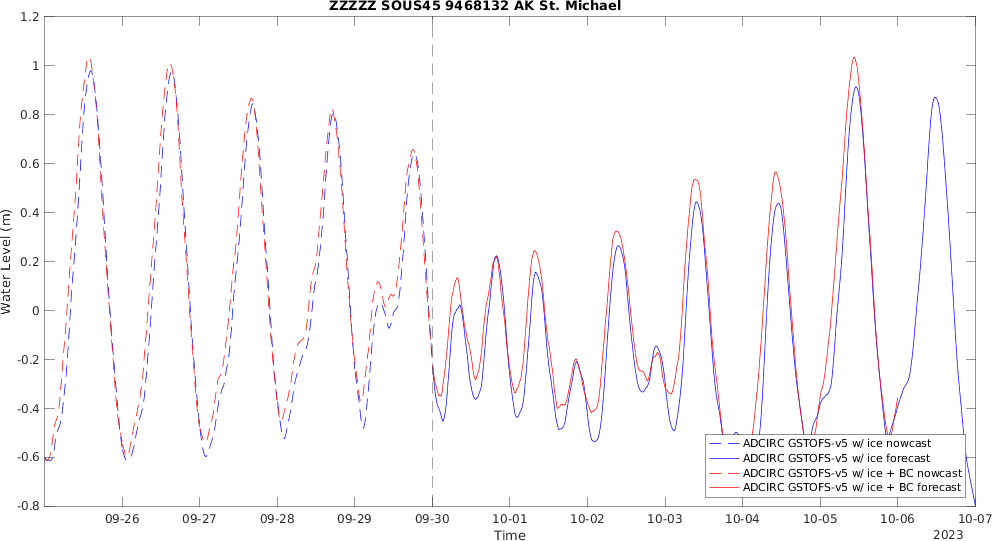 ZZZZZ SOUS45 9468132 AK St. Michael
1.2
1
0.8
0.6
0.4
0.2
0
-0.2
-0.4
-0.6
-0.8
Water Level (m)
ADCIRC GSTOFS-v5 w/ ice nowcast
ADCIRC GSTOFS-v5 w/ ice forecast
ADCIRC GSTOFS-v5 w/ ice + BC nowcast
ADCIRC GSTOFS-v5 w/ ice + BC forecast
09-26 09-27 09-28 09-29 09-30 10-01 10-02 10-03 10-04 10-05 10-06 10-07
Time
2023